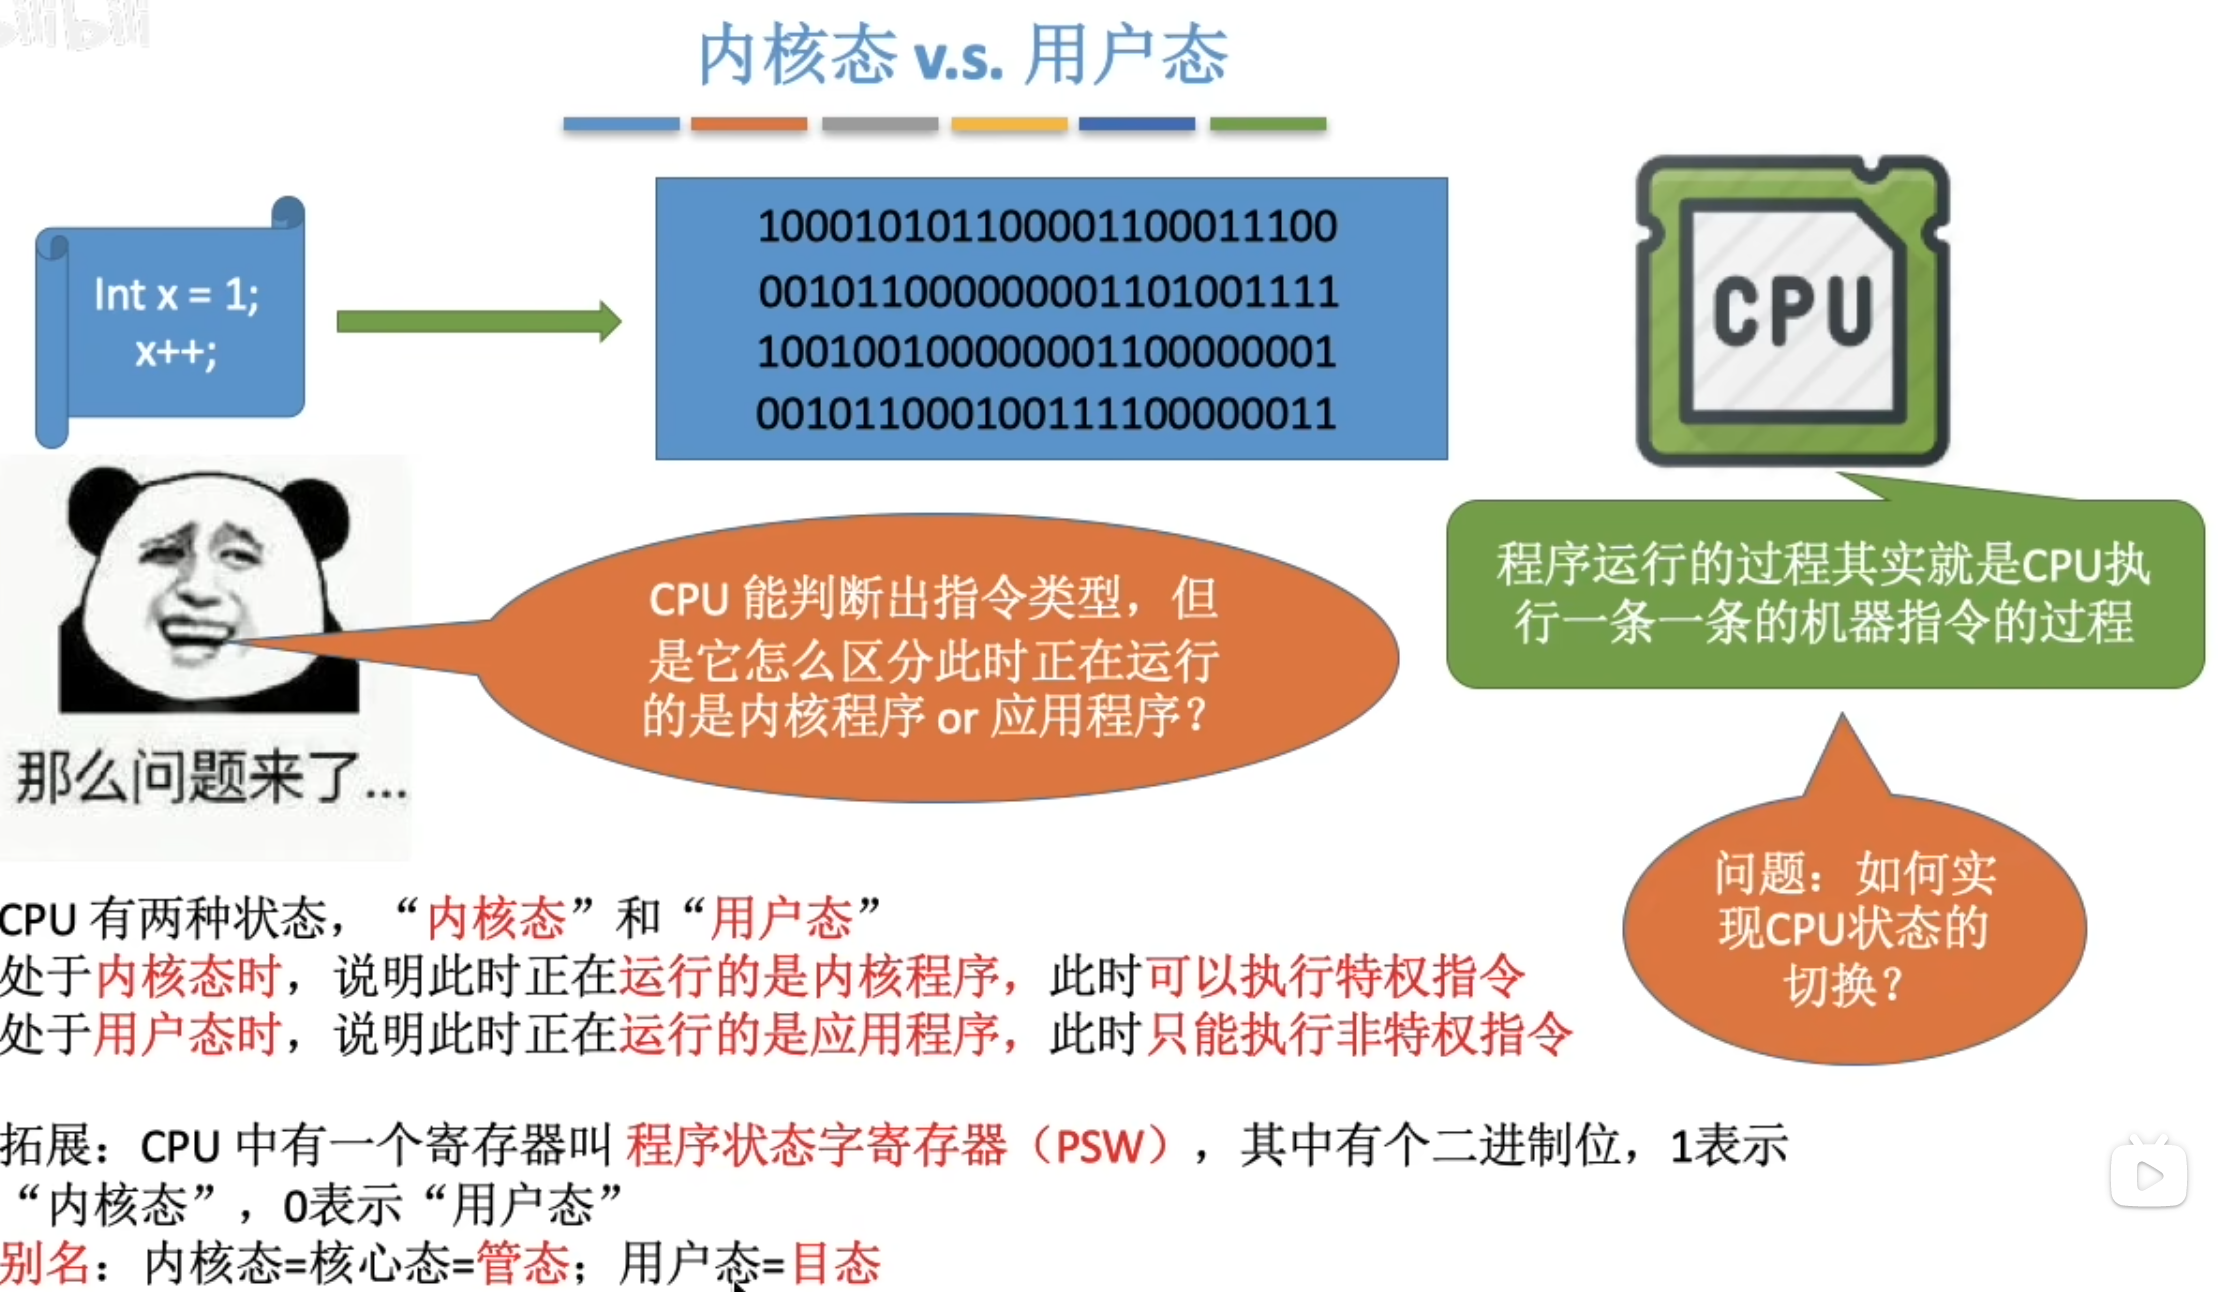 bilibili
内核态 v.s. 用户态
Int x = 1;
x++;
100010101100001100011100
001011000000001101001111
100100100000001100000001
001011000100111100000011
CPU
程序运行的过程其实就是CPU执
行一条一条的机器指令的过程
CPU 能判断出指令类型，但
是它怎么区分此时正在运行
的是内核程序 or 应用程序？
那么问题来了...
问题：如何实
现CPU状态的
切换？
CPU 有两种状态，“内核态”和“用户态”
处于内核态时，说明此时正在运行的是内核程序，此时可以执行特权指令
处于用户态时，说明此时正在运行的是应用程序，此时只能执行非特权指令
拓展：CPU 中有一个寄存器叫 程序状态字寄存器（PSW），其中有个二进制位，1表示
“内核态”，0表示“用户态”
别名：内核态=核心态=管态；用户态=目态